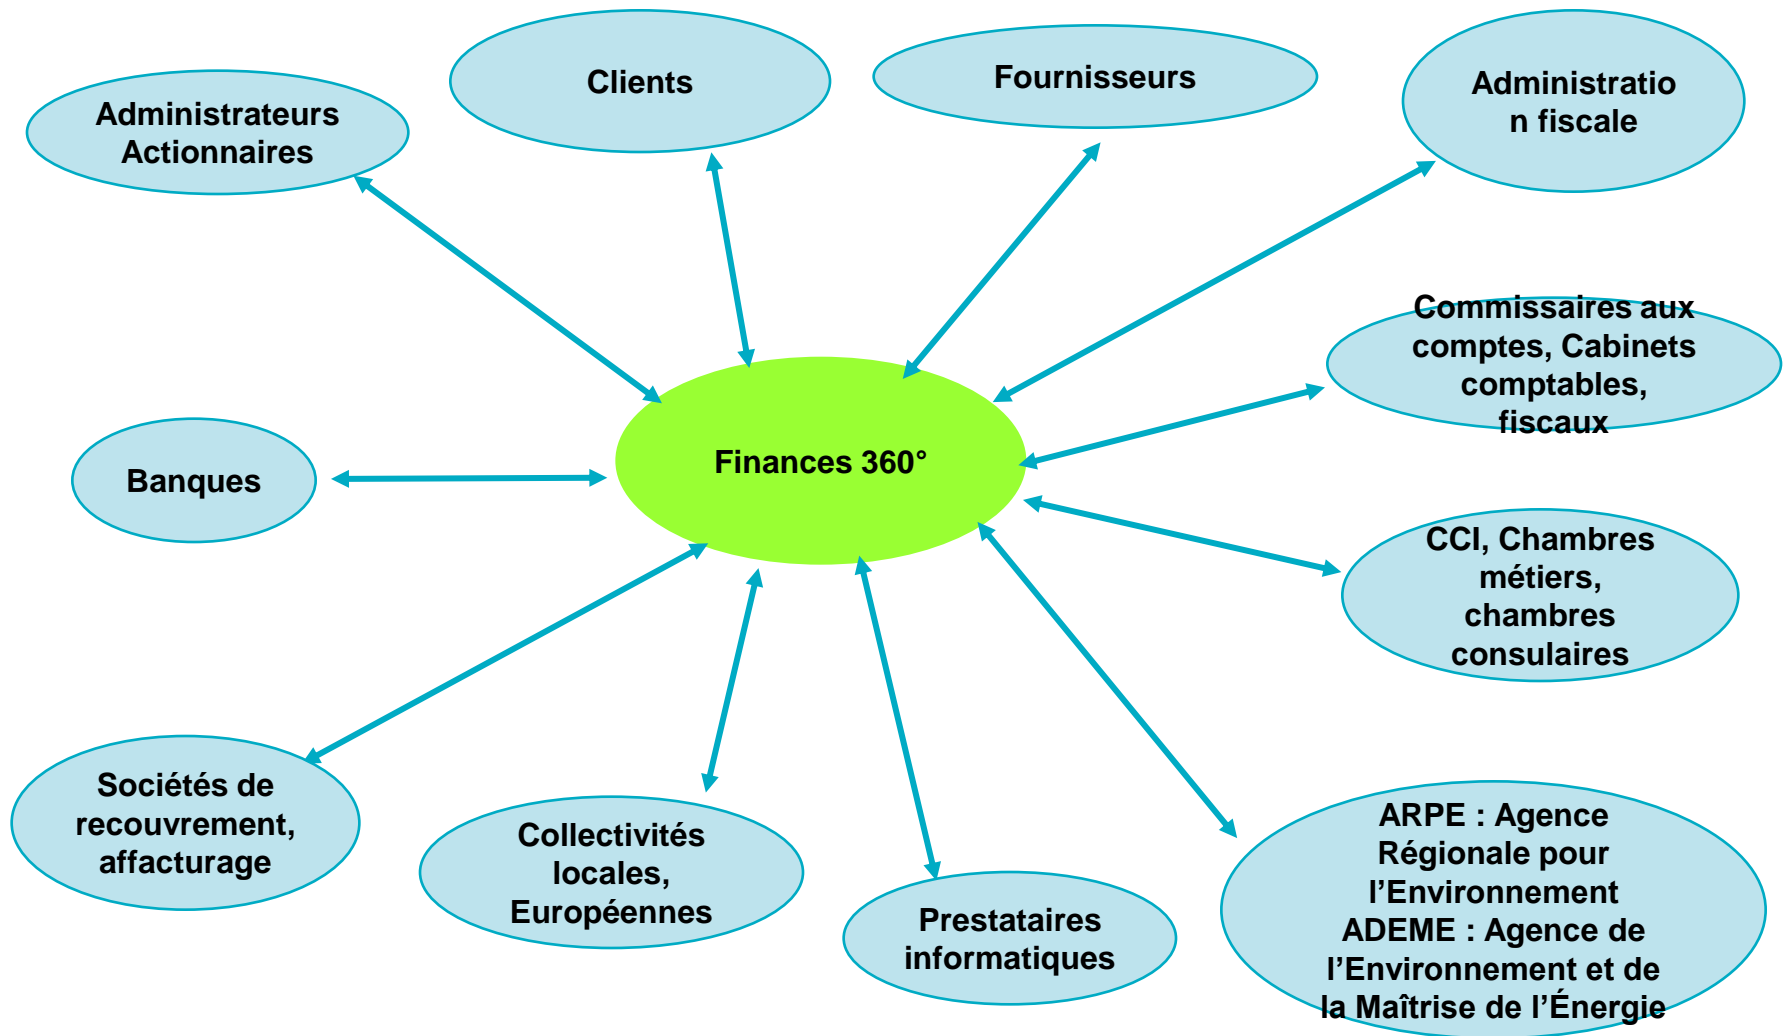 Administrateurs
Actionnaires
Clients
Fournisseurs
Administratio
n fiscale
Commissaires aux
comptes, Cabinets
comptables,
fiscaux
Finances 360°
Banques
CCI, Chambres
métiers,
chambres
consulaires
Sociétés de
recouvrement,
affacturage
Collectivités
locales,
Européennes
Prestataires
informatiques
ARPE : Agence
Régionale pour
l’Environnement
ADEME : Agence de
l’Environnement et de
la Maîtrise de l’Énergie